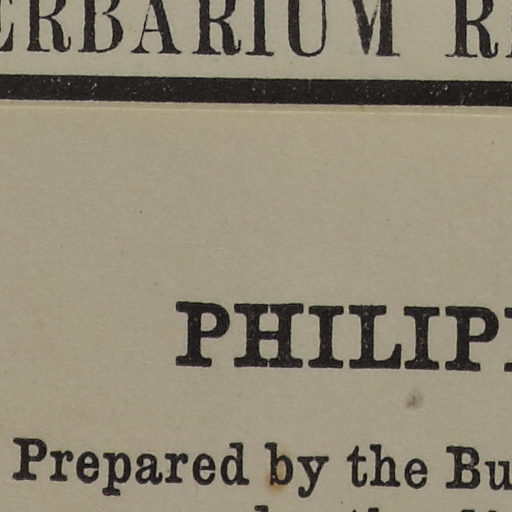 ERBARIUM R
PHILIP
Prepared by the Bu